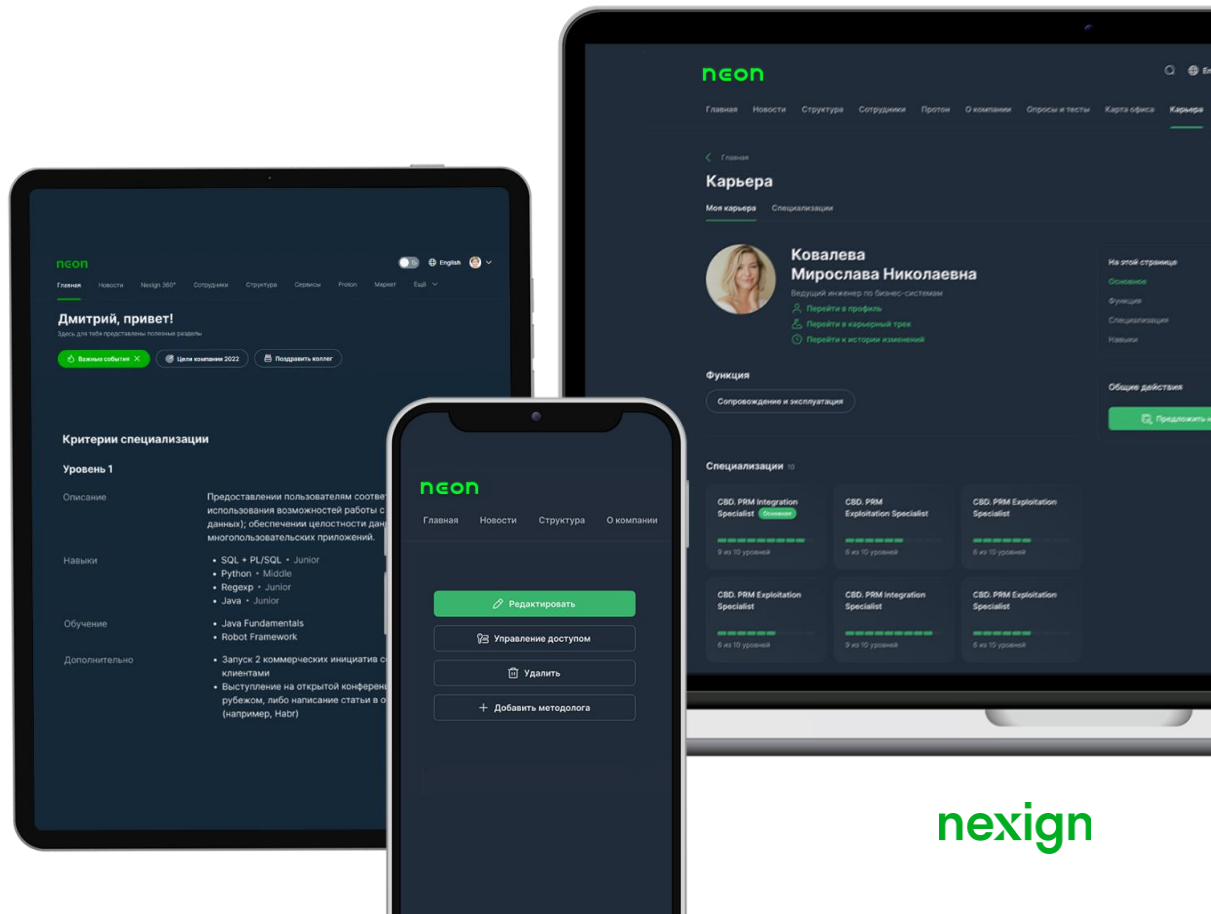 neon
Главная Новости Структура Сотрудники Протон О компании Опросы и тесты Карта офиса Карьера
Главная
Карьера
Моя карьера Специализации
Ковалева
Мирослава Николаевна
Ведущий инженер по бизнес-системам
Перейти в профиль
Перейти в карьерный трек
Перейти к истории изменений
На этой странице
Основное
Функция
Специализация
Навыки
Функция
Сопровождение и эксплуатация
Общие действия
Предложить
Специализации 10
CBD. PRM Integration
Specialist Основная
9 из 10 уровней
CBD. PRM
Exploitation Specialist
6 из 10 уровней
CBD. PRM Exploitation
Specialist
6 из 10 уровней
CBD. PRM Exploitation
Specialist
6 из 10 уровней
CBD. PRM Integration
Specialist
9 из 10 уровней
CBD. PRM Exploitation
Specialist
6 из 10 уровней
neon
English
Главная Новости Nexign 360° Сотрудники Структура Сервисы Proton Маркет Ещё
Дмитрий, привет!
Здесь для тебя представлены полезные разделы
Важные события Цели компании 2022 Поздравить коллег
Критерии специализации
Уровень 1
Описание
Предоставлении пользователям соотве
использования возможностей работы с
данных); обеспечении целостности дан
многопользовательских приложений.
Навыки
• SQL + PL/SQL • Junior
• Python • Middle
• Regexp • Junior
• Java • Junior
Обучение
• Java Fundamentals
• Robot Framework
Дополнительно
• Запуск 2 коммерческих инициатив с
клиентами
• Выступление на открытой конферен
рубежом, либо написание статьи в о
(например, Habr)
neon
Главная Новости Структура О компании
Редактировать
Управление доступом
Удалить
+ Добавить методолога
nexign